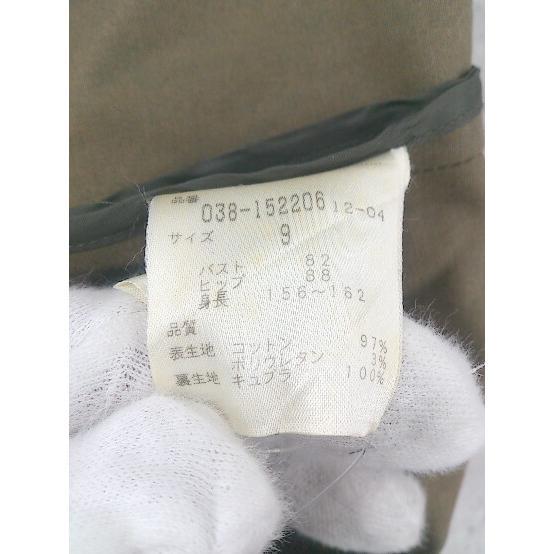 品番 038-152206 12-04
サイズ 9
バスト 82
ヒップ 88
身長 156〜162
品質
表生地 コットン 97%
ポリウレタン 3%
裏生地 キュプラ 100%